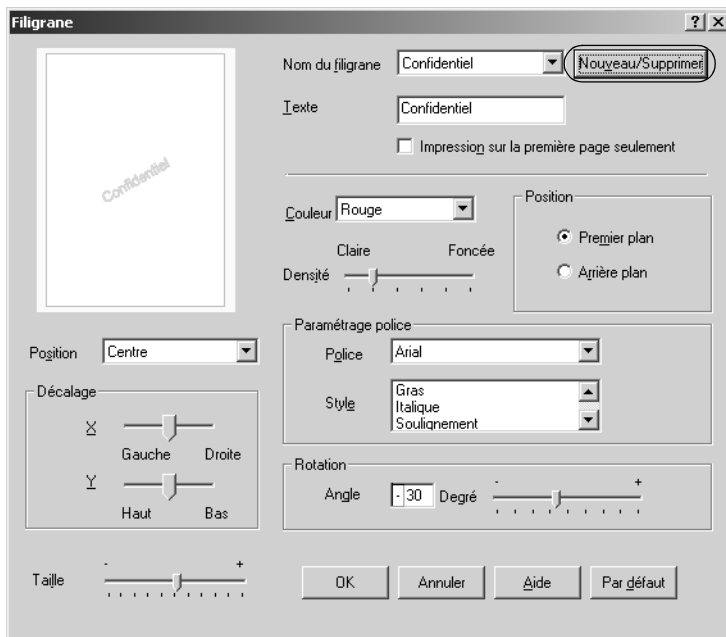 Filigrane
Confidentiel
Nom du filigrane Confidentiel Nouveau/Supprimer
Texte Confidentiel
Impression sur la première page seulement
Couleur Rouge
Claire Foncée
Densité
Position
Premier plan
Arrière plan
Position Centre
Paramétrage police
Police Arial
Style Gras
Italique
Soulignement
Décalage
X
Gauche Droite
Y
Haut Bas
Rotation
Angle -30 Degré - +
Taille - +
OK Annuler Aide Par défaut